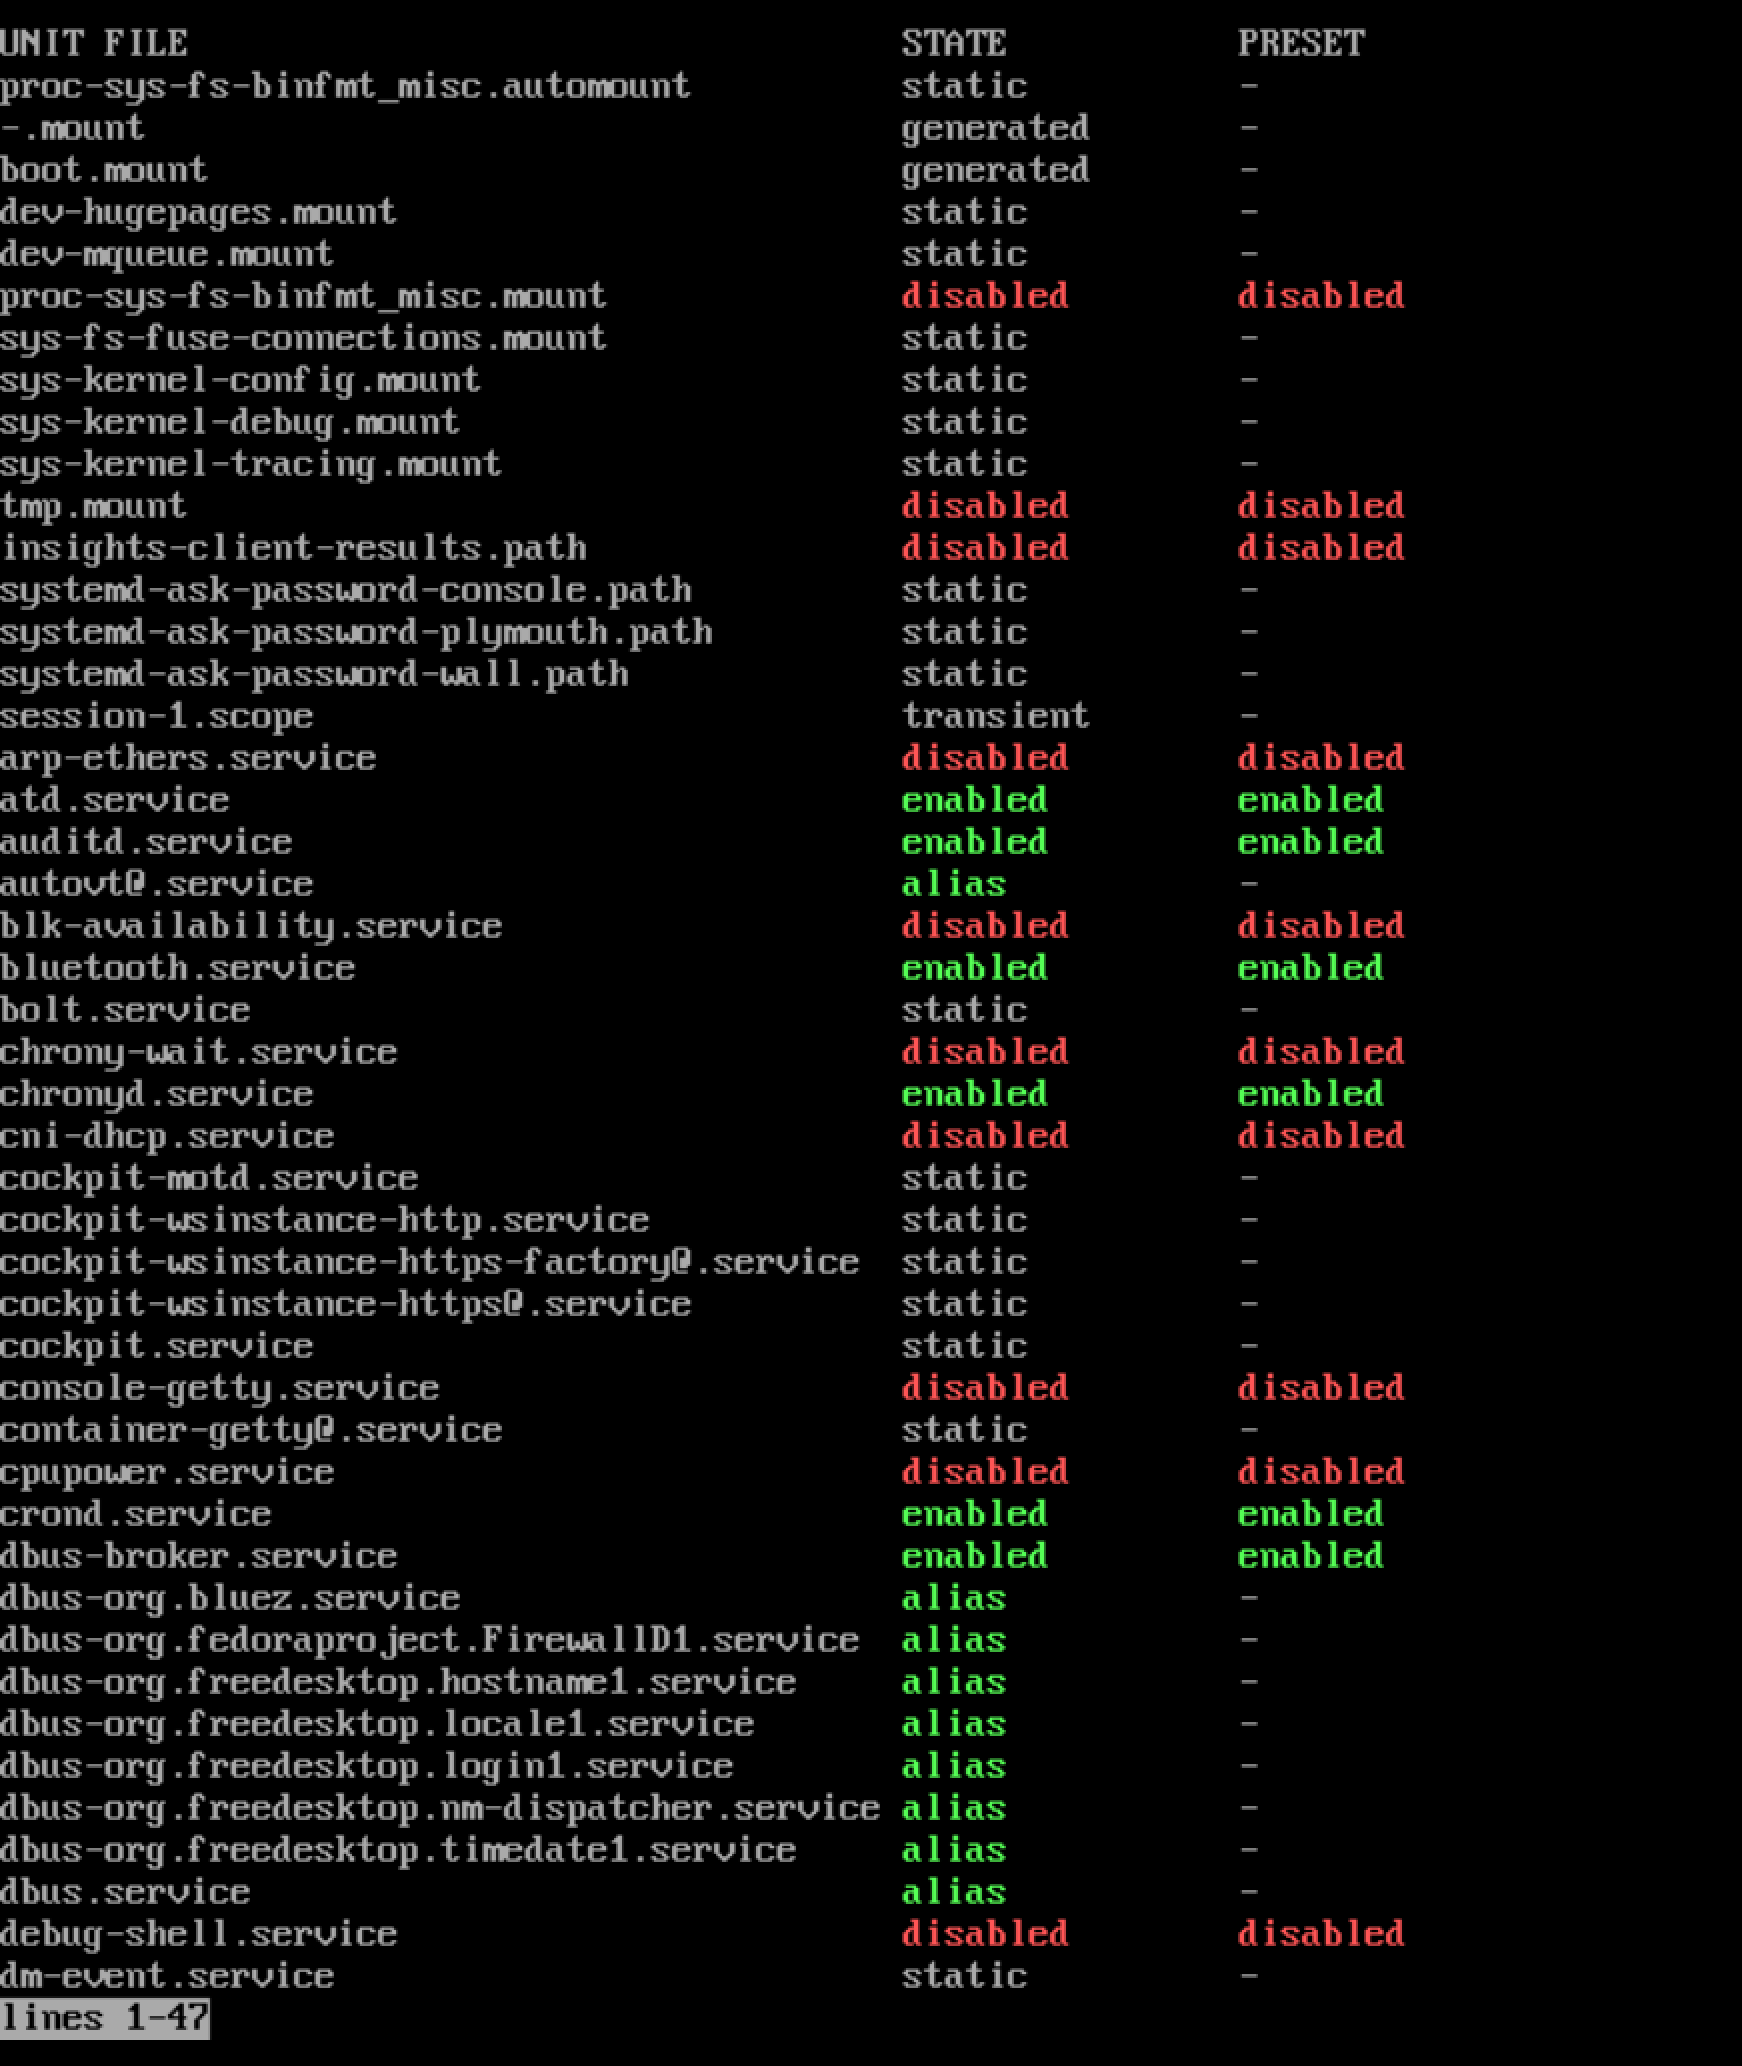 UNIT FILE STATE PRESET
proc-sys-fs-binfmt_misc.automount static -
-.mount generated -
boot.mount generated -
dev-hugepages.mount static -
dev-mqueue.mount static -
proc-sys-fs-binfmt_misc.mount disabled disabled
sys-fs-fuse-connections.mount static -
sys-kernel-config.mount static -
sys-kernel-debug.mount static -
sys-kernel-tracing.mount static -
tmp.mount disabled disabled
insights-client-results.path disabled disabled
systemd-ask-password-console.path static -
systemd-ask-password-plymouth.path static -
systemd-ask-password-wall.path static -
session-1.scope transient -
arp-ethers.service disabled disabled
atd.service enabled enabled
auditd.service enabled enabled
autovt@.service alias -
blk-availability.service disabled disabled
bluetooth.service enabled enabled
bolt.service static -
chrony-wait.service disabled disabled
chronyd.service enabled enabled
cni-dhcp.service disabled disabled
cockpit-motd.service static -
cockpit-wsinstance-http.service static -
cockpit-wsinstance-https-factory@.service static -
cockpit-wsinstance-https@.service static -
cockpit.service static -
console-getty.service disabled disabled
container-getty@.service static -
cpupower.service disabled disabled
crond.service enabled enabled
dbus-broker.service enabled enabled
dbus-org.bluez.service alias -
dbus-org.fedoraproject.FirewallD1.service alias -
dbus-org.freedesktop.hostname1.service alias -
dbus-org.freedesktop.locale1.service alias -
dbus-org.freedesktop.login1.service alias -
dbus-org.freedesktop.nm-dispatcher.service alias -
dbus-org.freedesktop.timedate1.service alias -
dbus.service alias -
debug-shell.service disabled disabled
dm-event.service static -
lines 1-47